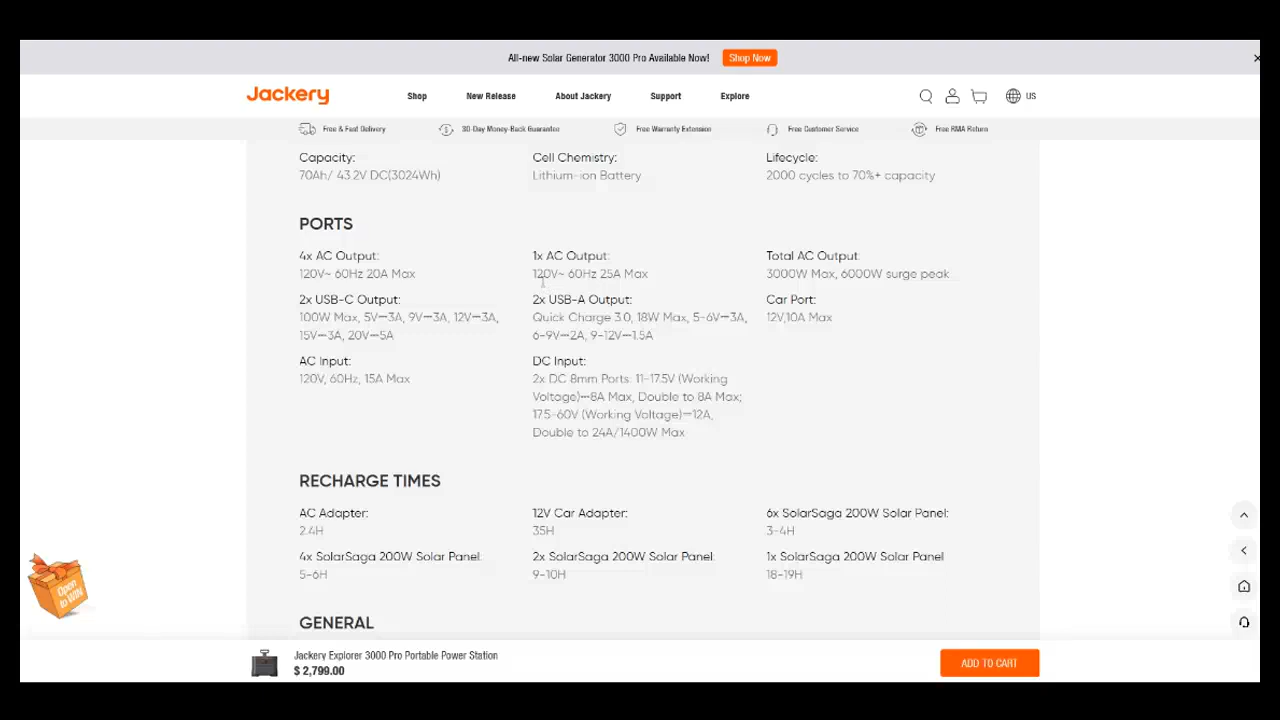 All-new Solar Generator 3000 Pro Available Now! Shop Now
Jackery Shop New Release About Jackery Support Explore US
Free & Fast Delivery 30-Day Money-Back Guarantee Free Warranty Extension Free Customer Service Free RMA Return
Capacity: Cell Chemistry: Lifecycle:
70Ah/ 43.2V DC(3024Wh) Lithium-ion Battery 2000 cycles to 70%+ capacity
PORTS
4x AC Output: 1x AC Output: Total AC Output:
120V~ 60Hz 20A Max 120V~ 60Hz 25A Max 3000W Max, 6000W surge peak
2x USB-C Output: 2x USB-A Output: Car Port:
100W Max, 5V⎓3A, 9V⎓3A, 12V⎓3A, Quick Charge 3.0, 18W Max, 5-6V⎓3A, 12V,10A Max
15V⎓3A, 20V⎓5A 6-9V⎓2A, 9-12V⎓1.5A
AC Input: DC Input:
120V, 60Hz, 15A Max 2x DC 8mm Ports: 11-17.5V (Working
Voltage)⎓8A Max, Double to 8A Max;
17.5-60V (Working Voltage)⎓12A,
Double to 24A/1400W Max
RECHARGE TIMES
AC Adapter: 12V Car Adapter: 6x SolarSaga 200W Solar Panel:
2.4H 35H 3-4H
4x SolarSaga 200W Solar Panel: 2x SolarSaga 200W Solar Panel: 1x SolarSaga 200W Solar Panel
5-6H 9-10H 18-19H
Open
to WIN
GENERAL
Jackery Explorer 3000 Pro Portable Power Station
$ 2,799.00
ADD TO CART